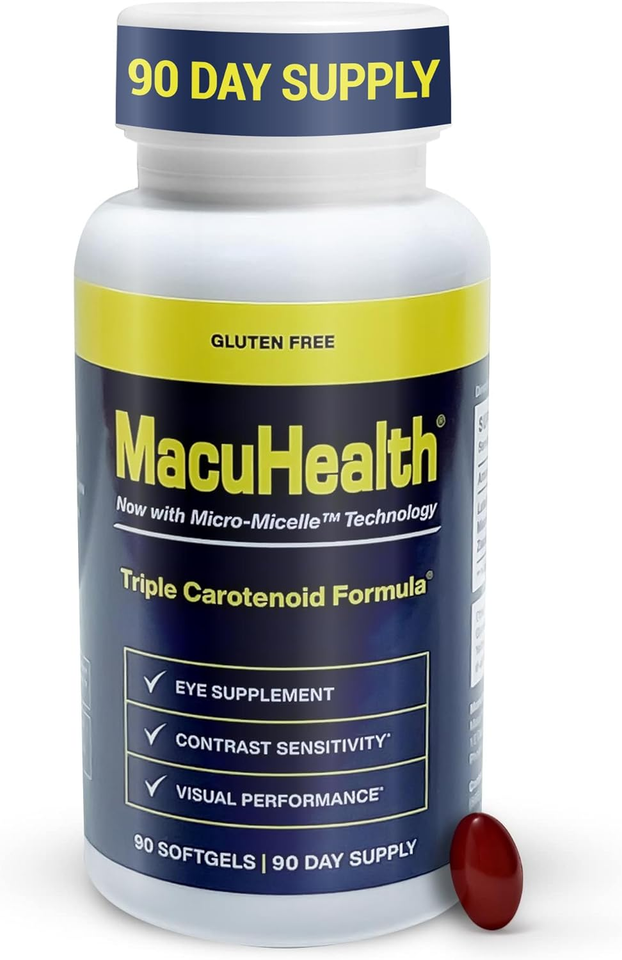 90 DAY SUPPLY
GLUTEN FREE
MacuHealth®
Now with Micro-Micelle™ Technology
Triple Carotenoid Formula®
✓ EYE SUPPLEMENT
✓ CONTRAST SENSITIVITY*
✓ VISUAL PERFORMANCE*
90 SOFTGELS | 90 DAY SUPPLY